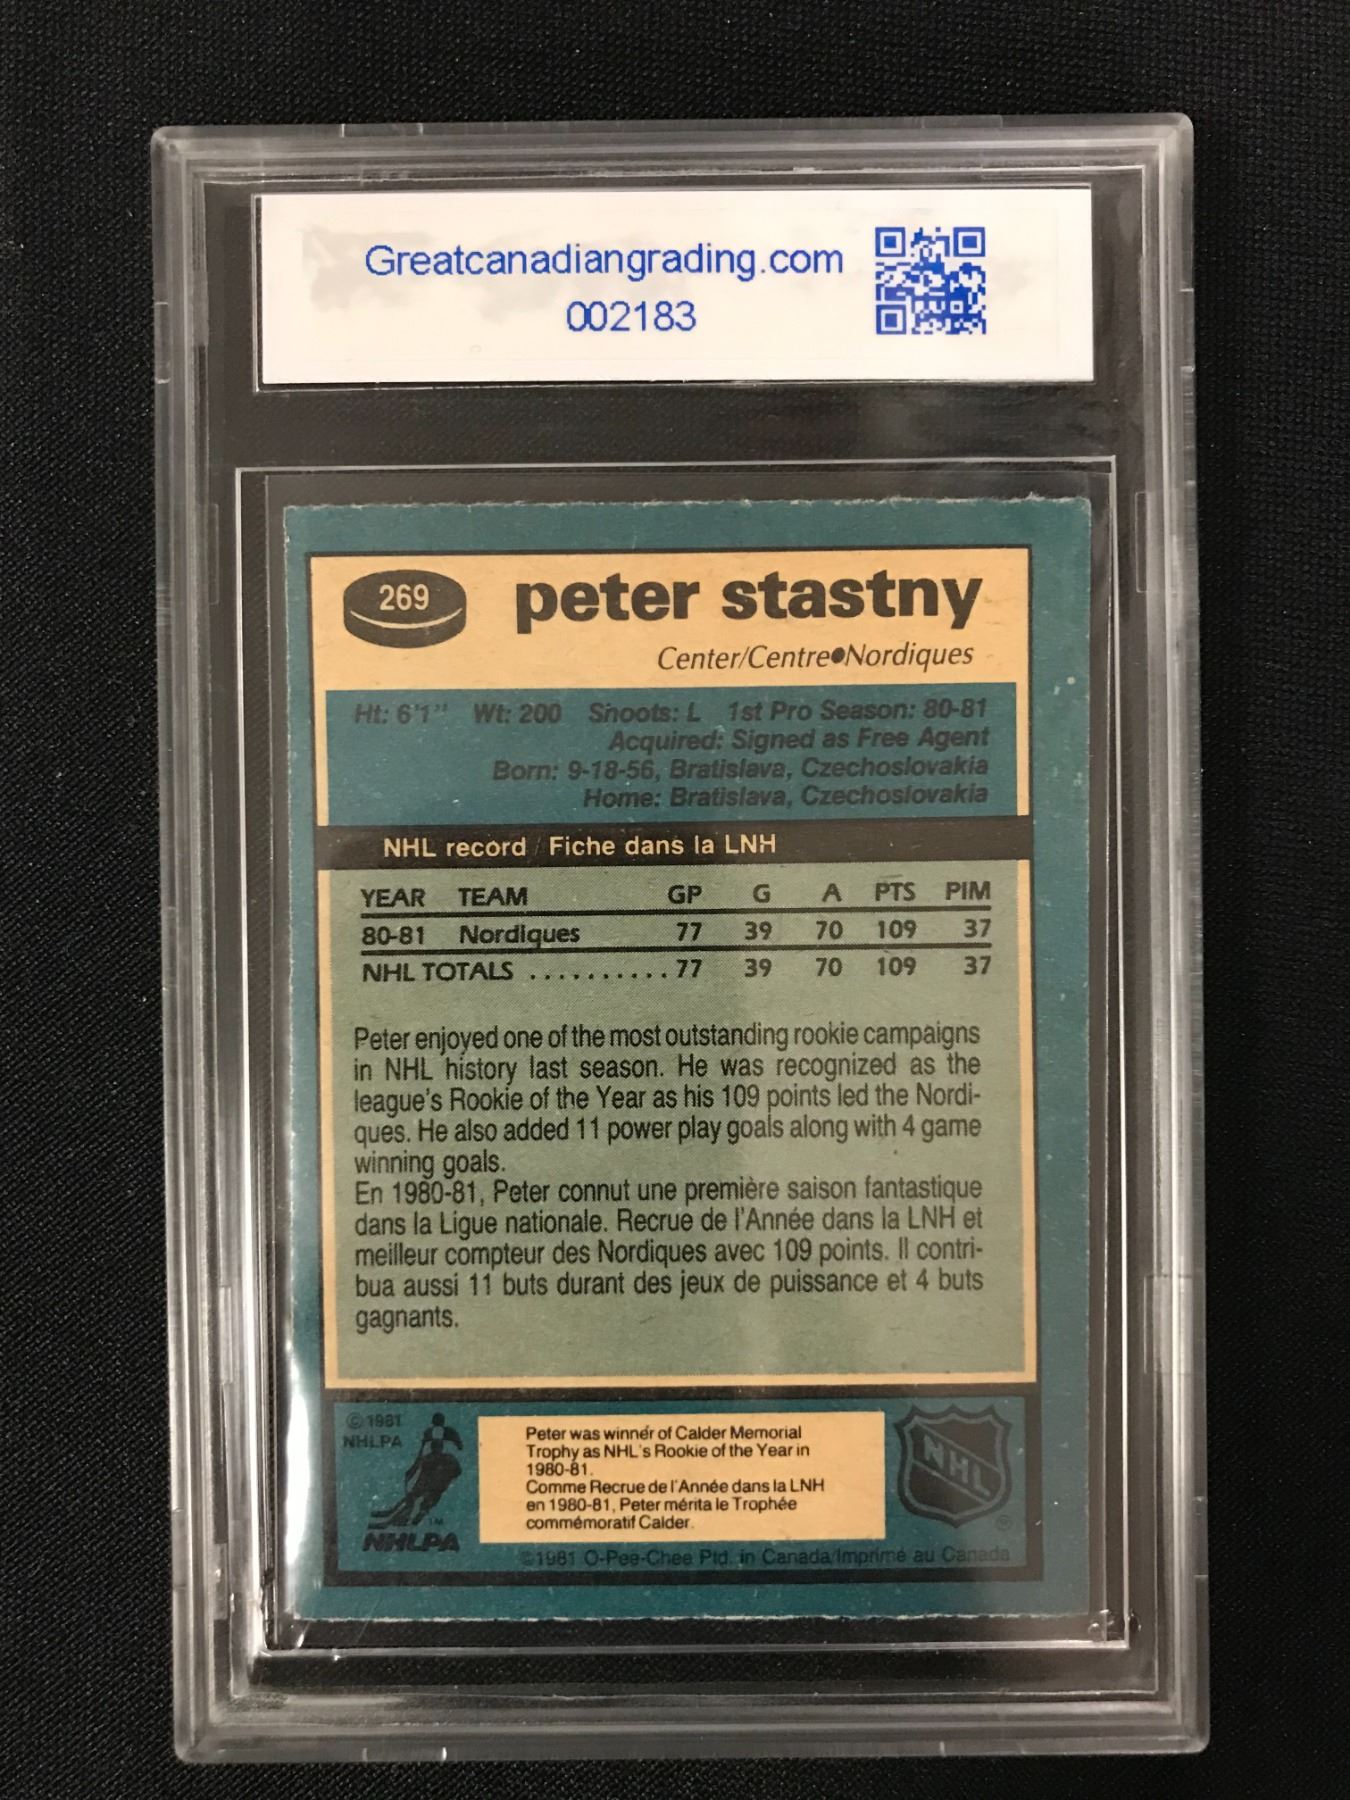 Greatcanadiangrading.com
002183
269
peter stastny
Center/Centre●Nordiques
Ht: 6'1" Wt: 200 Shoots: L 1st Pro Season: 80-81
Acquired: Signed as Free Agent
Born: 9-18-56, Bratislava, Czechoslovakia
Home: Bratislava, Czechoslovakia
NHL record / Fiche dans la LNH
YEAR TEAM GP G A PTS PIM
80-81 Nordiques 77 39 70 109 37
NHL TOTALS .......... 77 39 70 109 37
Peter enjoyed one of the most outstanding rookie campaigns
in NHL history last season. He was recognized as the
league's Rookie of the Year as his 109 points led the Nordi-
ques. He also added 11 power play goals along with 4 game
winning goals.
En 1980-81, Peter connut une première saison fantastique
dans la Ligue nationale. Recrue de l'Année dans la LNH et
meilleur compteur des Nordiques avec 109 points. Il contri-
bua aussi 11 buts durant des jeux de puissance et 4 buts
gagnants.
© 1981
NHLPA
NHLPA
TM
Peter was winner of Calder Memorial
Trophy as NHL's Rookie of the Year in
1980-81.
Comme Recrue de l'Année dans la LNH
en 1980-81, Peter mérita le Trophée
commémoratif Calder.
NHL
®
©1981 O-Pee-Chee Ptd. in Canada/Imprimé au Canada